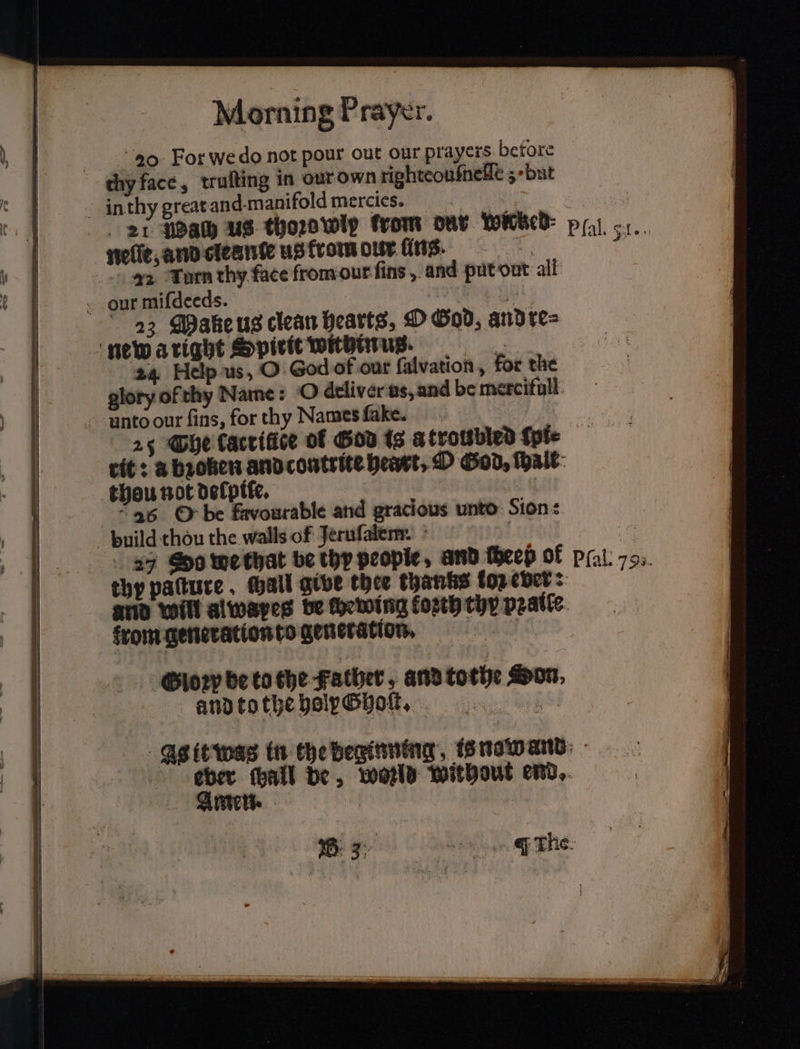 Morning Prayer.
20 For we do not pour out our prayers before
thy face, truſting in our own righteouſneſſe ; but
in thy great and manifold mercies.
21 Waſh us thorowly from our wicked- Pſal. 51..
neſſe, and cleanſe us from our ſins.
22 Turn thy face from our ſins, and put out all
our miſdeeds.
23 Make us clean hearts, O God, and re-
new a right Spirit within us.
24 Help us, O God of our ſalvation, for the
glory of thy Name: O deliver us, and be mercifull
unto our ſins, for thy Names ſake.
25 The ſacrifice of God is a troubled ſpi-
rit : a broken and contrite heart, O God, ſhalt
thou not deſpiſe.
26 O be favourable and gracious unto Sion :
build thou the walls of Jeruſalem.
27 So we that be thy people, and ſheep of Pſal. 79.
thy paſture, ſhall give thee thanks for ever :
and will alwayes be ſhewing forth thy praiſe
from generation to generation.
Glory be to the Father, and to the Son,
and to the holy Ghoſt,
As it was in the beginning, is now and
ever ſhall be, world without end.
Amen.
B 3 ¶ The